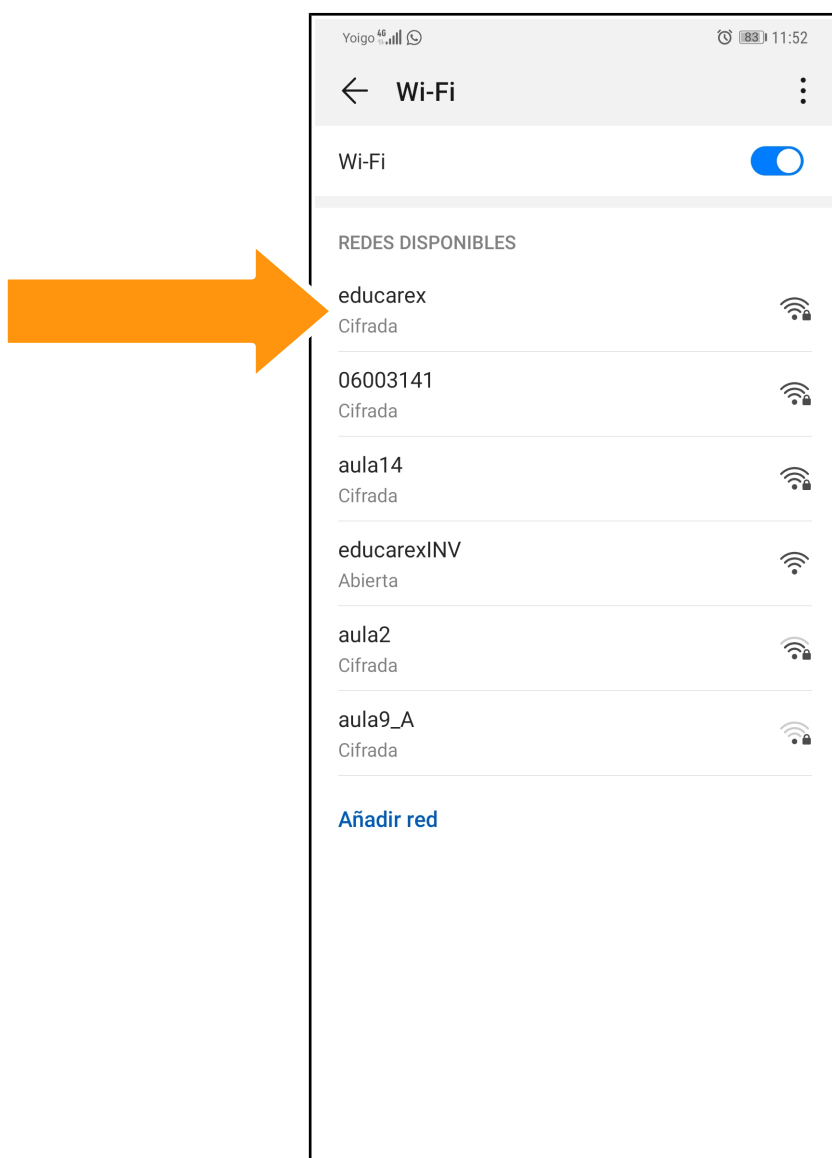 Yoigo 4G 83 11:52
Wi-Fi
Wi-Fi
REDES DISPONIBLES
educarex
Cifrada
06003141
Cifrada
aula14
Cifrada
educarexINV
Abierta
aula2
Cifrada
aula9_A
Cifrada
Añadir red